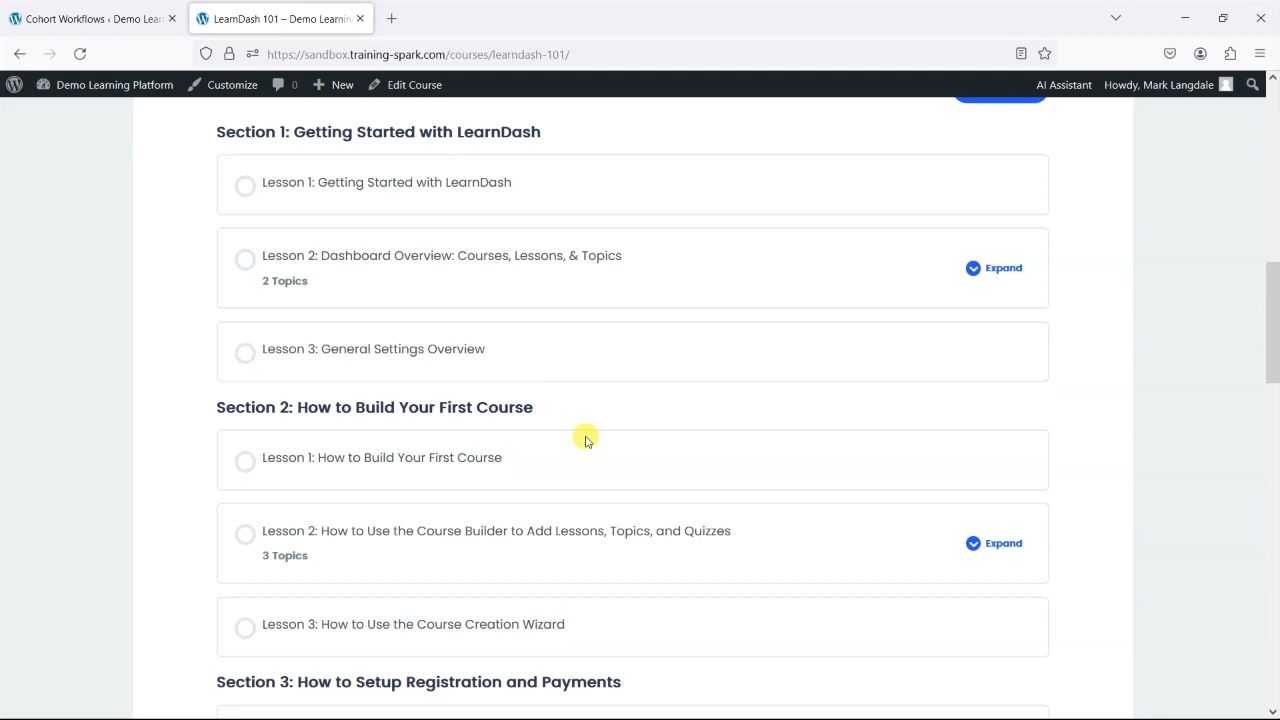 Cohort Workflows ‹ Demo Lear
LearnDash 101 – Demo Learnin
https://sandbox.training-spark.com/courses/learndash-101/
Demo Learning Platform
Customize
0
New
Edit Course
AI Assistant
Howdy, Mark Langdale
Section 1: Getting Started with LearnDash
Lesson 1: Getting Started with LearnDash
Lesson 2: Dashboard Overview: Courses, Lessons, & Topics
2 Topics
Expand
Lesson 3: General Settings Overview
Section 2: How to Build Your First Course
Lesson 1: How to Build Your First Course
Lesson 2: How to Use the Course Builder to Add Lessons, Topics, and Quizzes
3 Topics
Expand
Lesson 3: How to Use the Course Creation Wizard
Section 3: How to Setup Registration and Payments